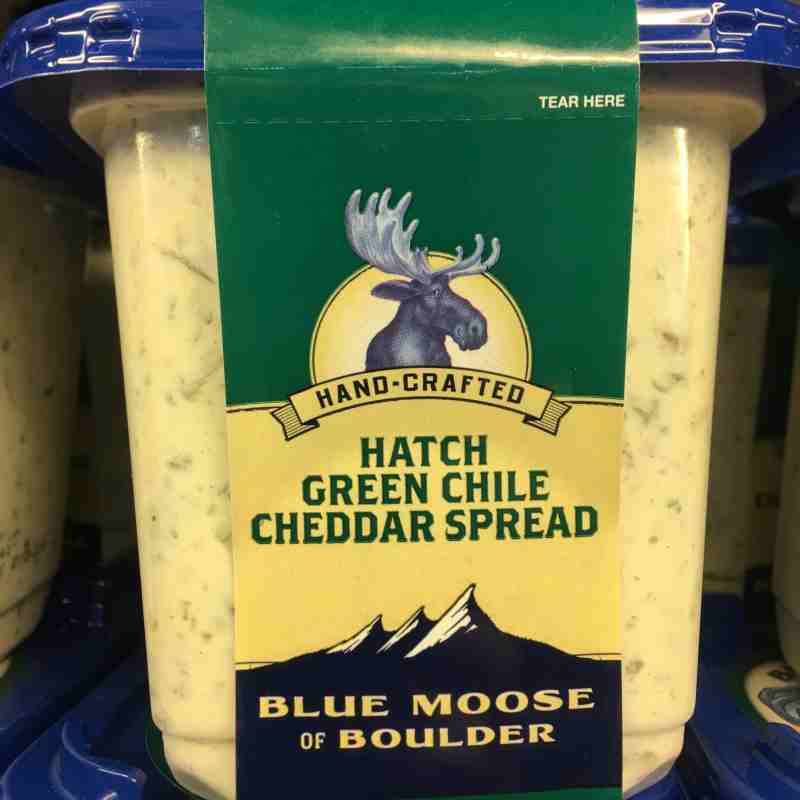 TEAR HERE
HAND-CRAFTED
HATCH
GREEN CHILE
CHEDDAR SPREAD
BLUE MOOSE
OF BOULDER